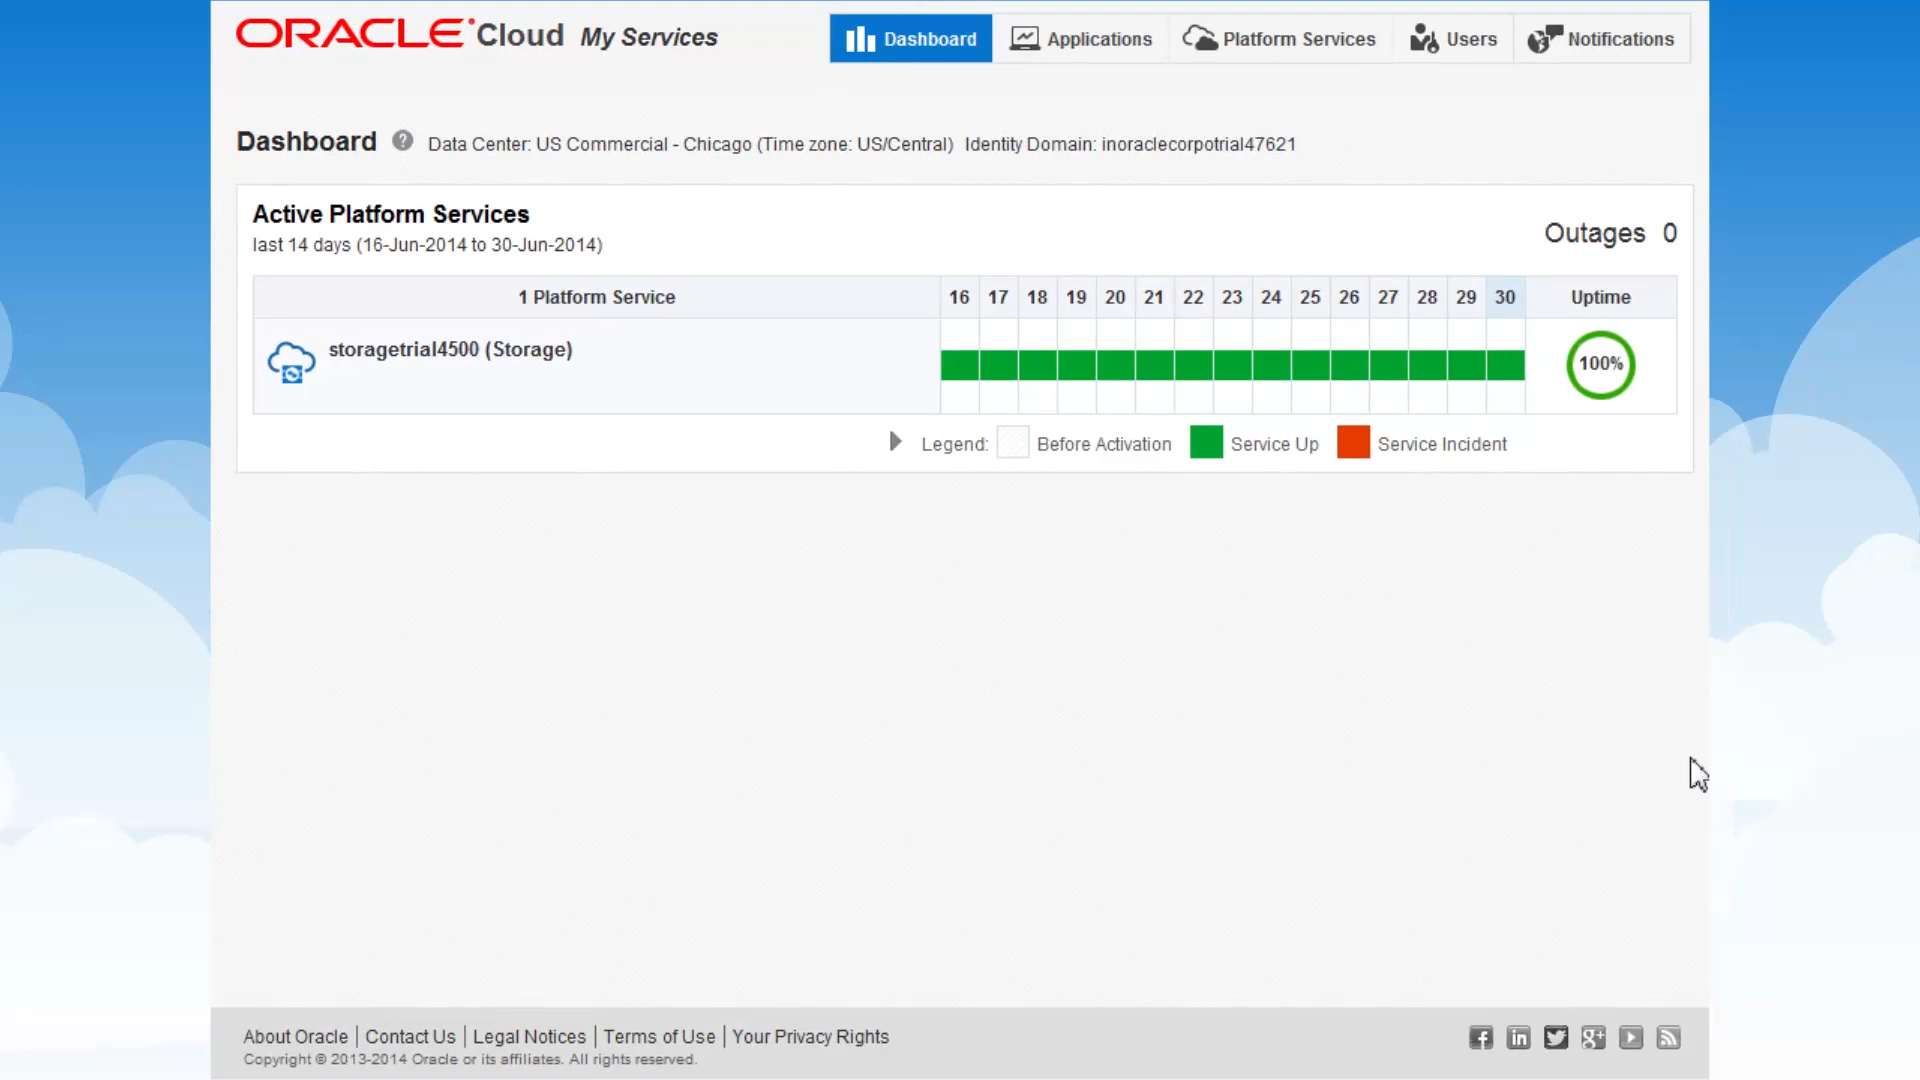 ORACLE Cloud My Services
Dashboard Applications Platform Services Users Notifications
Dashboard ? Data Center: US Commercial - Chicago (Time zone: US/Central) Identity Domain: inoraclecorpotrial47621
Active Platform Services
last 14 days (16-Jun-2014 to 30-Jun-2014)
Outages 0
1 Platform Service 16 17 18 19 20 21 22 23 24 25 26 27 28 29 30 Uptime
storagetrial4500 (Storage) 100%
Legend: Before Activation Service Up Service Incident
About Oracle | Contact Us | Legal Notices | Terms of Use | Your Privacy Rights
Copyright © 2013-2014 Oracle or its affiliates. All rights reserved.